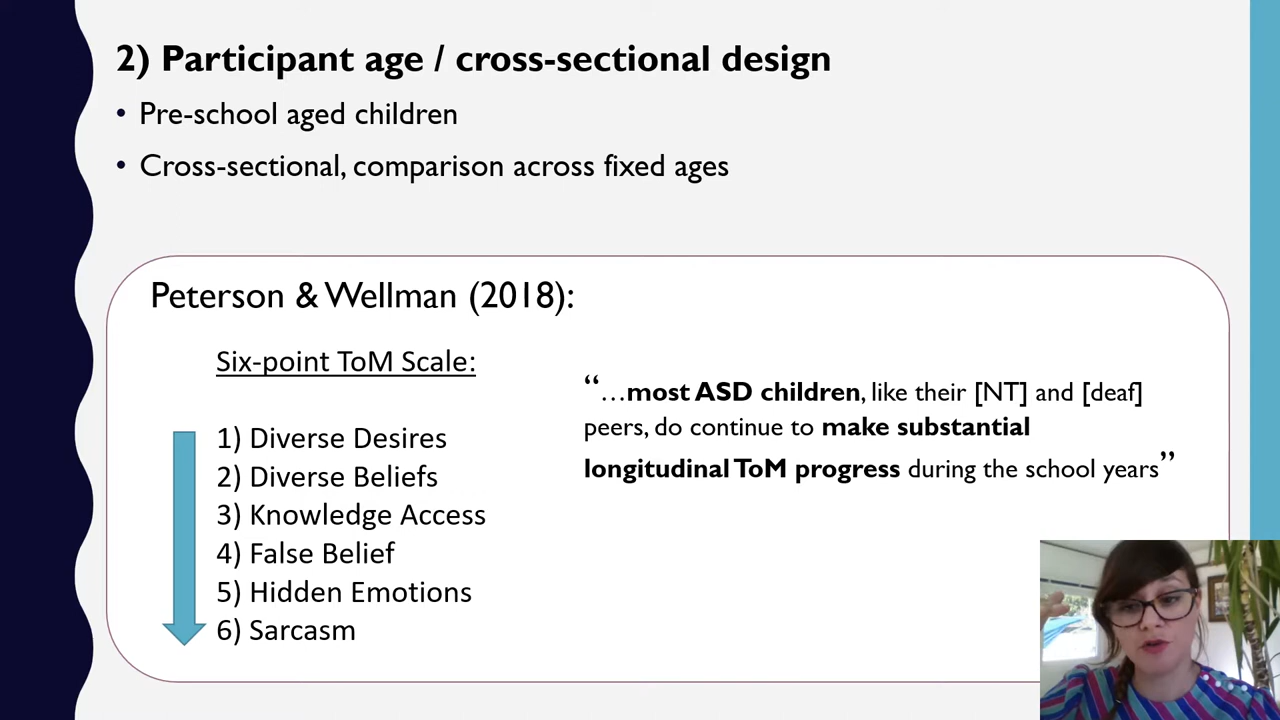 2) Participant age / cross-sectional design
• Pre-school aged children
• Cross-sectional, comparison across fixed ages
Peterson & Wellman (2018):
Six-point ToM Scale:
1) Diverse Desires
2) Diverse Beliefs
3) Knowledge Access
4) False Belief
5) Hidden Emotions
6) Sarcasm
“…most ASD children, like their [NT] and [deaf]
peers, do continue to make substantial
longitudinal ToM progress during the school years”